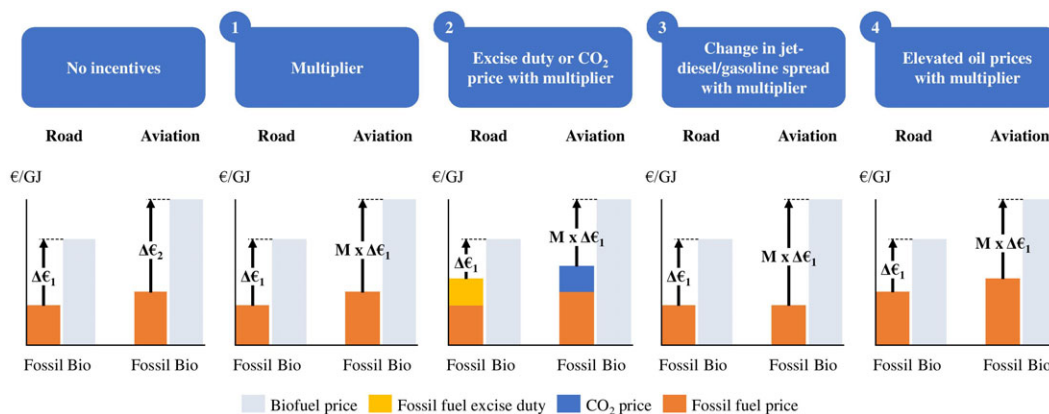 No incentives
1
Multiplier
2
Excise duty or CO₂
price with multiplier
3
Change in jet-
diesel/gasoline spread
with multiplier
4
Elevated oil prices
with multiplier
Road Aviation
Road Aviation
Road Aviation
Road Aviation
Road Aviation
€/GJ
€/GJ
€/GJ
€/GJ
€/GJ
Δ€₁
Δ€₂
Δ€₁
M x Δ€₁
Δ€₁
M x Δ€₁
Δ€₁
M x Δ€₁
Δ€₁
M x Δ€₁
Fossil Bio Fossil Bio
Fossil Bio Fossil Bio
Fossil Bio Fossil Bio
Fossil Bio Fossil Bio
Fossil Bio Fossil Bio
Biofuel price
Fossil fuel excise duty
CO₂ price
Fossil fuel price